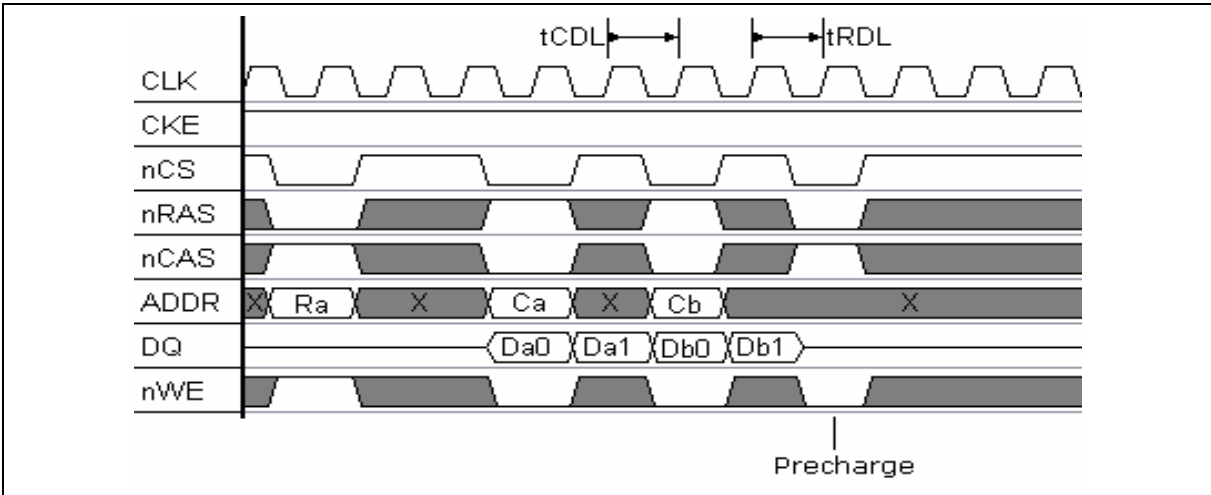 tCDL tRDL
CLK
CKE
nCS
nRAS
nCAS
ADDR X Ra X Ca X Cb X
DQ Da0 Da1 Db0 Db1
nWE
Precharge